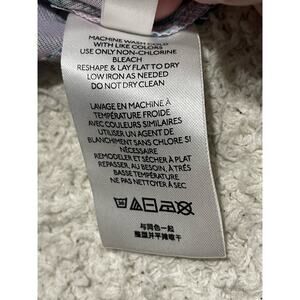 MACHINE WASH COLD
WITH LIKE COLORS
USE ONLY NON-CHLORINE
BLEACH
RESHAPE & LAY FLAT TO DRY
LOW IRON AS NEEDED
DO NOT DRY CLEAN
LAVAGE EN MACHINE À
TEMPÉRATURE FROIDE
AVEC COULEURS SIMILAIRES
UTILISER UN AGENT DE
BLANCHIMENT SANS CHLORE SI
NÉCESSAIRE
REMODELER ET SÉCHER À PLAT
REPASSER, AU BESOIN, À TRÈS
BASSE TEMPÉRATURE
NE PAS NETTOYER À SEC
与同色一起